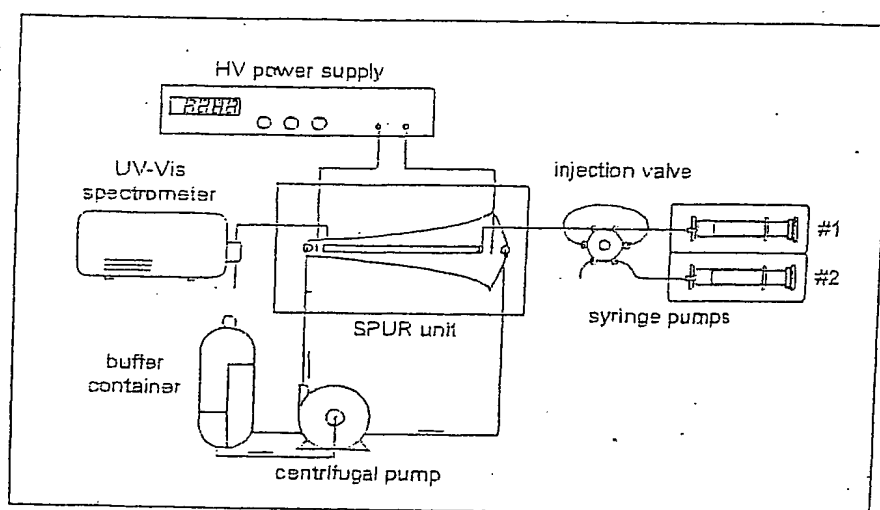 HV power supply
UV-Vis
spectrometer
injection valve
#1
#2
SPUR unit
syringe pumps
buffer
container
centrifugal pump